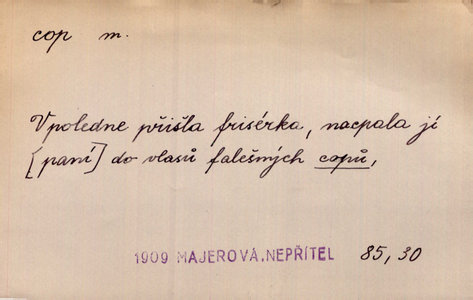 cop m.
V poledne přišla frisérka, nacpala jí
[paní] do vlasů falešných copů,
1909 MAJEROVÁ, NEPŘÍTEL 85,30